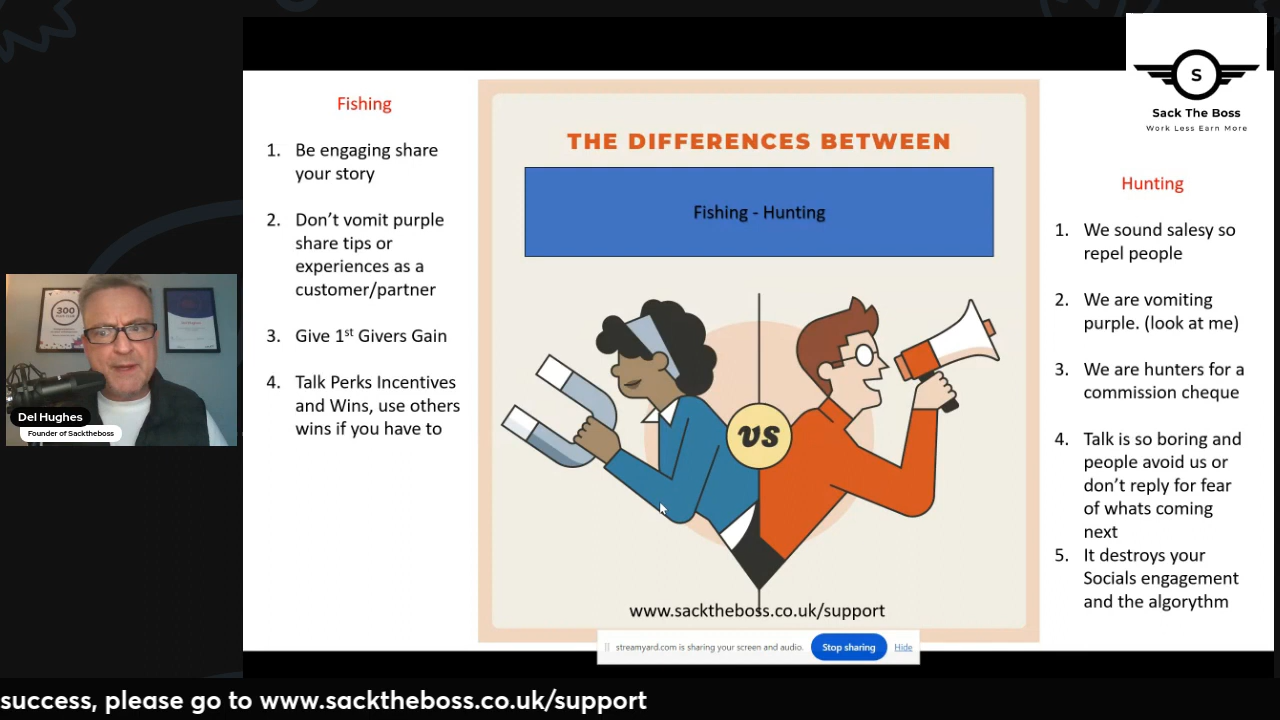 S
Sack The Boss
Work Less Earn More
Fishing
1. Be engaging share
your story
2. Don't vomit purple
share tips or
experiences as a
customer/partner
3. Give 1st Givers Gain
4. Talk Perks Incentives
and Wins, use others
wins if you have to
THE DIFFERENCES BETWEEN
Fishing - Hunting
VS
www.sacktheboss.co.uk/support
Hunting
1. We sound salesy so
repel people
2. We are vomiting
purple. (look at me)
3. We are hunters for a
commission cheque
4. Talk is so boring and
people avoid us or
don't reply for fear
of whats coming
next
5. It destroys your
Socials engagement
and the algorythm
300
Del Hughes
Founder of Sacktheboss
streamyard.com is sharing your screen and audio.
Stop sharing
Hide
success, please go to www.sacktheboss.co.uk/support